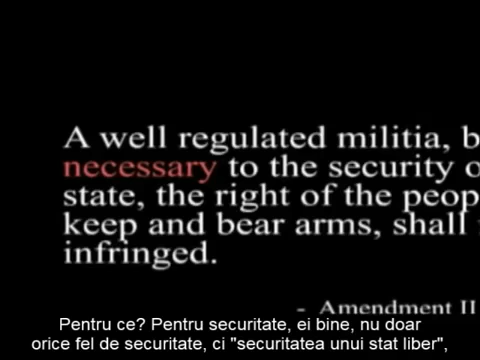 A well regulated militia, b
necessary to the security o
state, the right of the peop
keep and bear arms, shall
infringed.
- Amendment II
Pentru ce? Pentru securitate, ei bine, nu doar
orice fel de securitate, ci "securitatea unui stat liber",